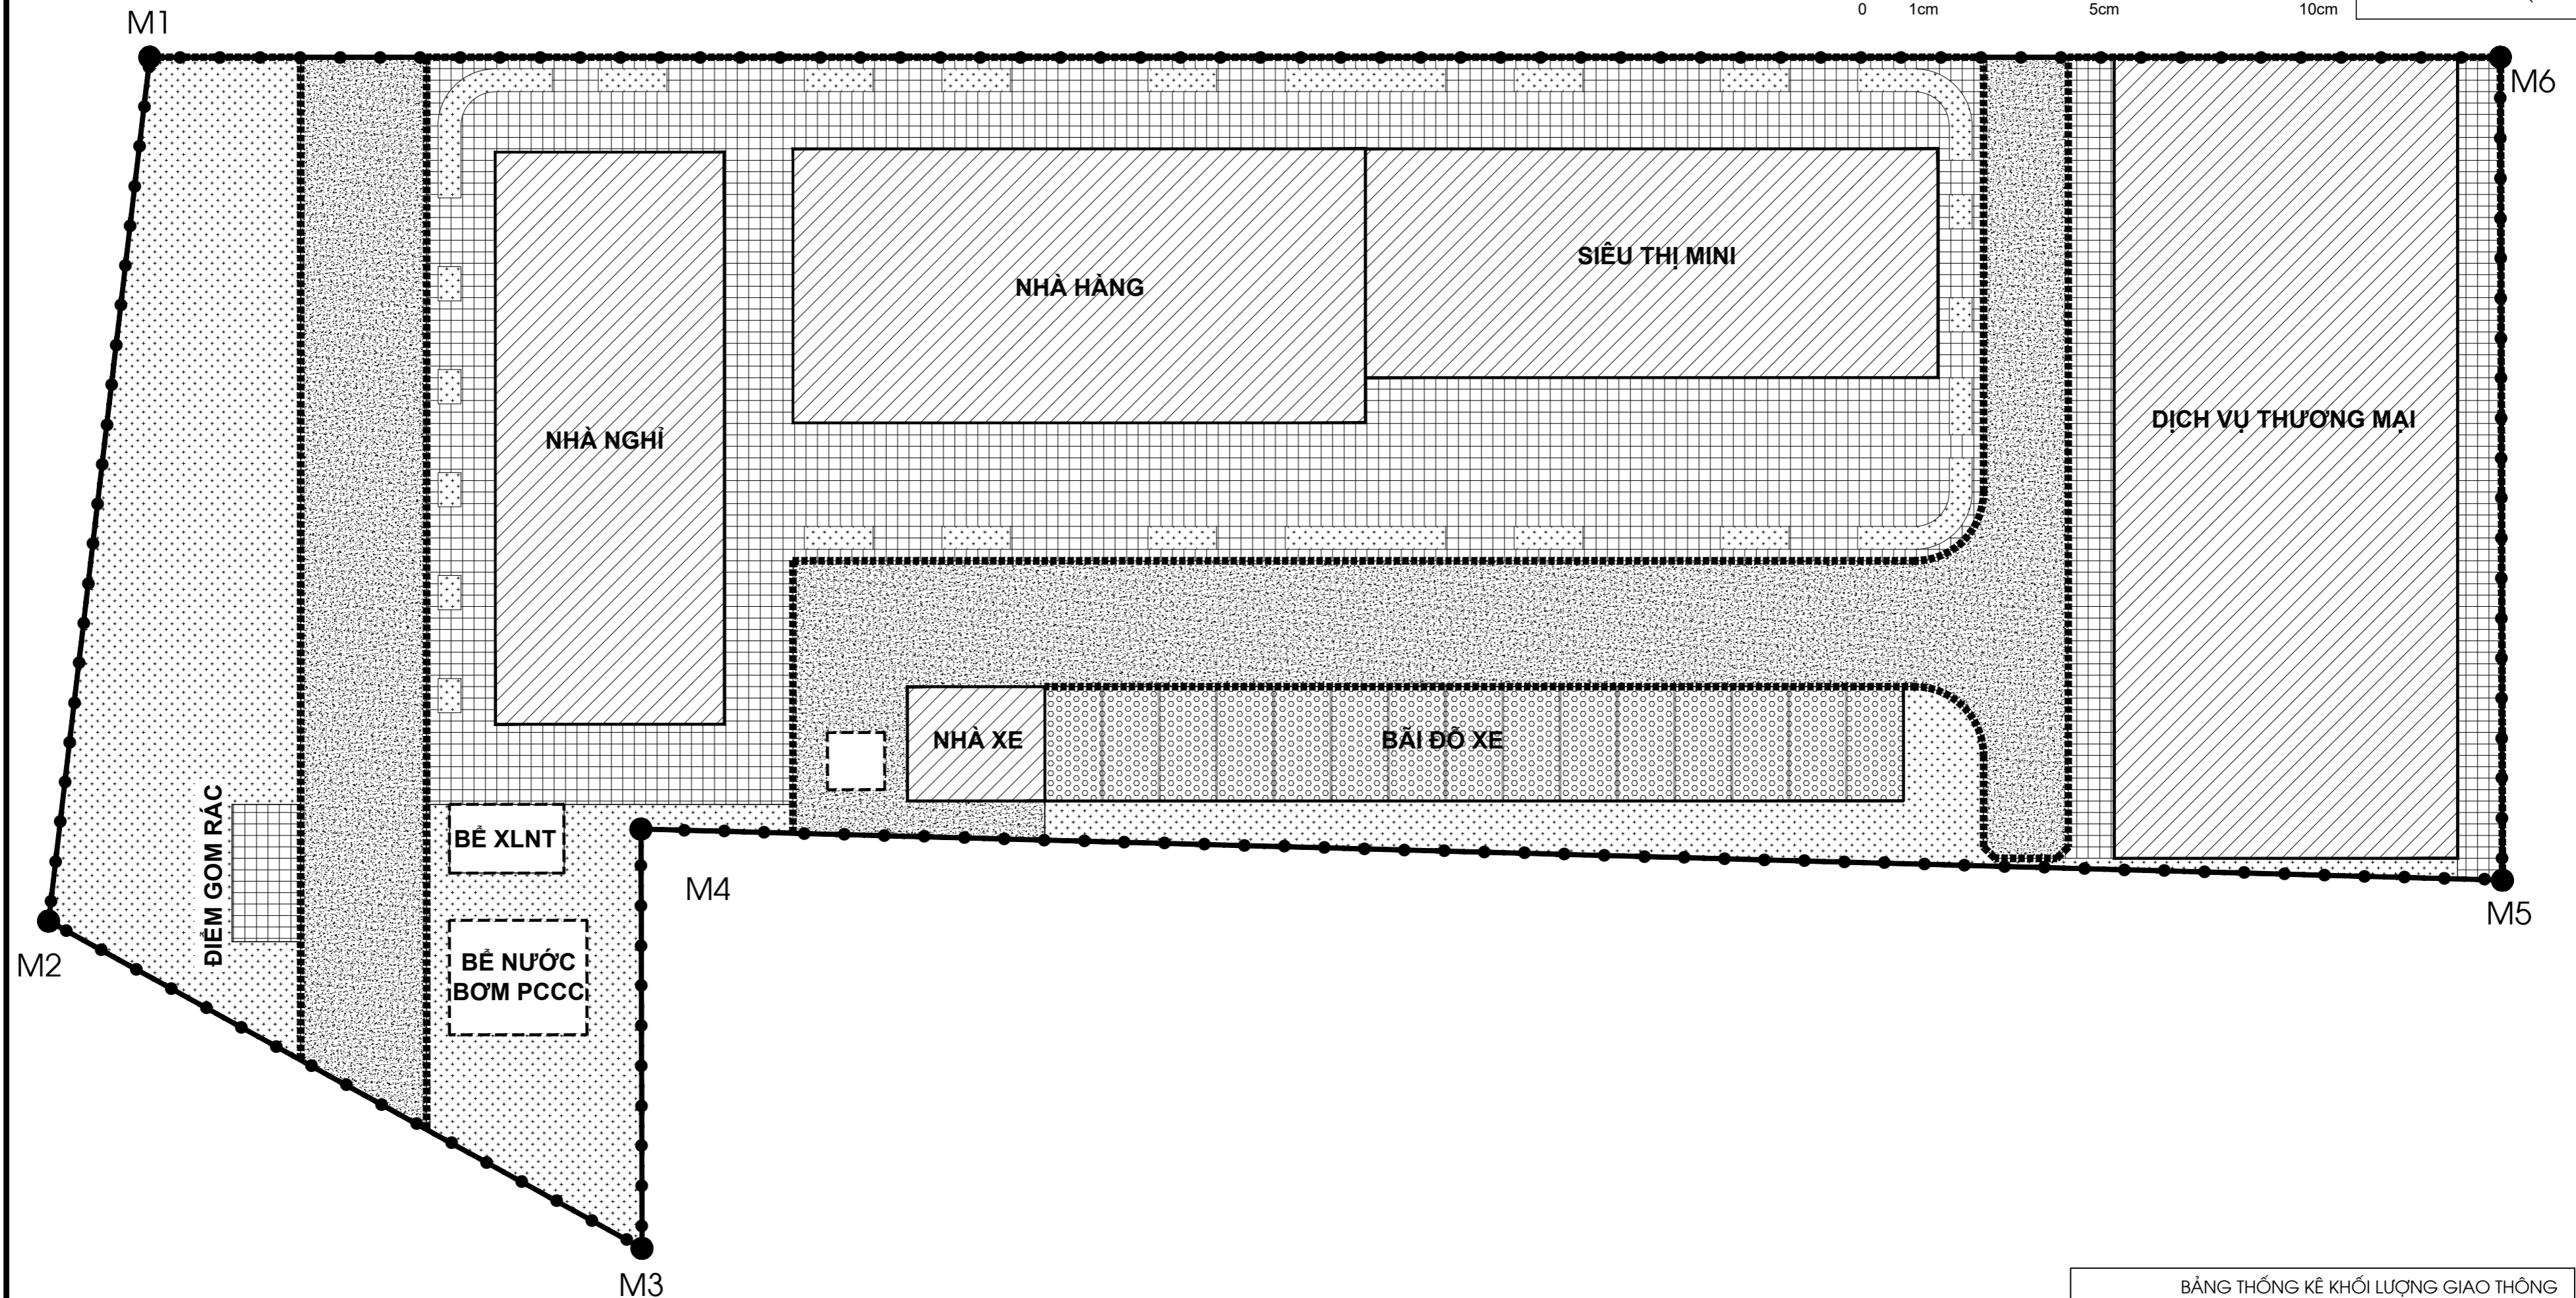 0 1cm 5cm 10cm
M1
M6
SIÊU THỊ MINI
NHÀ HÀNG
DỊCH VỤ THƯƠNG MẠI
NHÀ NGHỈ
NHÀ XE
BÃI ĐỖ XE
ĐIỂM GOM RÁC
BỂ XLNT
M4
M5
M2
BỂ NƯỚC
BƠM PCCC
M3
BẢNG THỐNG KÊ KHỐI LƯỢNG GIAO THÔNG